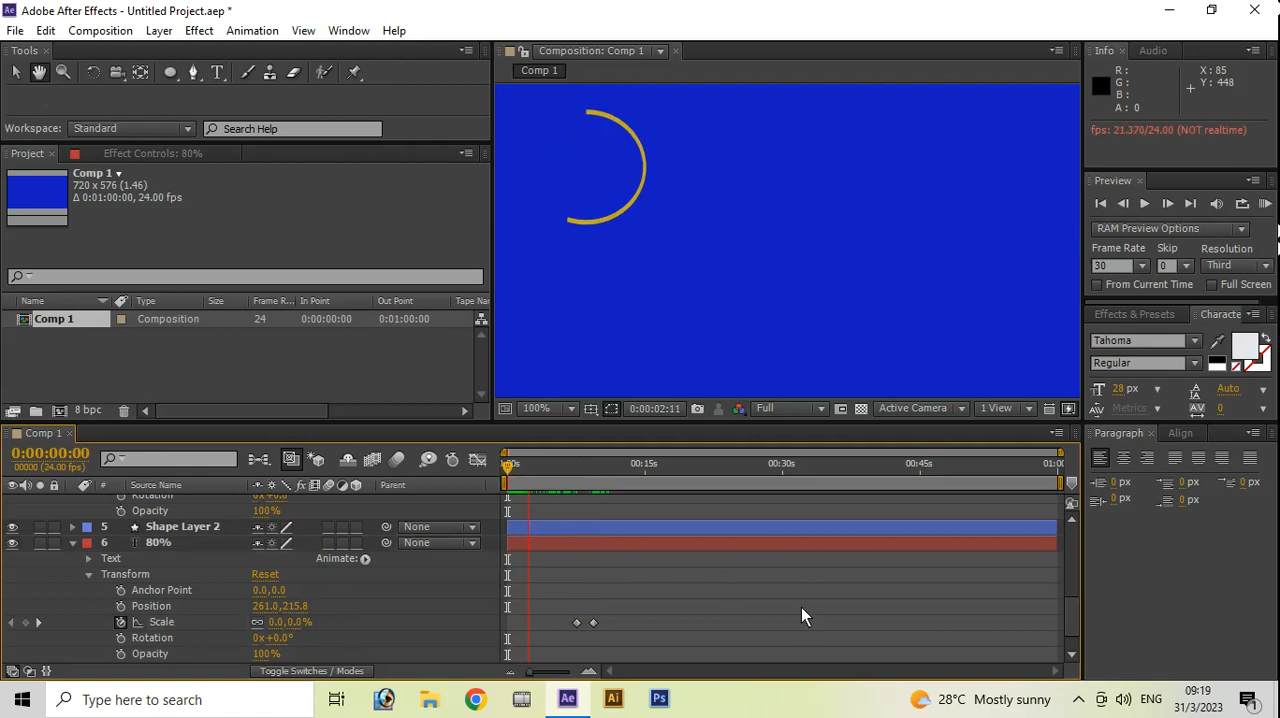 Adobe After Effects - Untitled Project.aep *
File Edit Composition Layer Effect Animation View Window Help
Tools
Composition: Comp 1
Info Audio
Comp 1
R:
G:
B:
A: 0
X: 85
Y: 448
Workspace: Standard Search Help
fps: 21.370/24.00 (NOT realtime)
Project Effect Controls: 80%
Comp 1
720 x 576 (1.46)
Δ 0:01:00:00, 24.00 fps
Preview
RAM Preview Options
Frame Rate Skip Resolution
30 0 Third
From Current Time Full Screen
Name Type Size Frame R... In Point Out Point Tape Nam
Comp 1 Composition 24 0:00:00:00 0:01:00:00
Effects & Presets Characte
Tahoma
Regular
28 px Auto
Metrics 0
8 bpc
100% 0:00:02:11 Full Active Camera 1 View
Comp 1
0:00:00:00
00000 (24.00 fps)
:00s 00:15s 00:30s 00:45s 01:00
Paragraph Align
0 px 0 px 0 px
0 px 0 px
# Source Name Parent
Rotation 0x+0.0°
Opacity 100%
5 Shape Layer 2 None
6 T 80% None
Text Animate:
Transform Reset
Anchor Point 0.0,0.0
Position 261.0,215.8
Scale 0.0,0.0%
Rotation 0x+0.0°
Opacity 100%
Toggle Switches / Modes
Type here to search
Ae Ai Ps
28°C Mostly sunny
ENG
09:19
31/3/2023
1